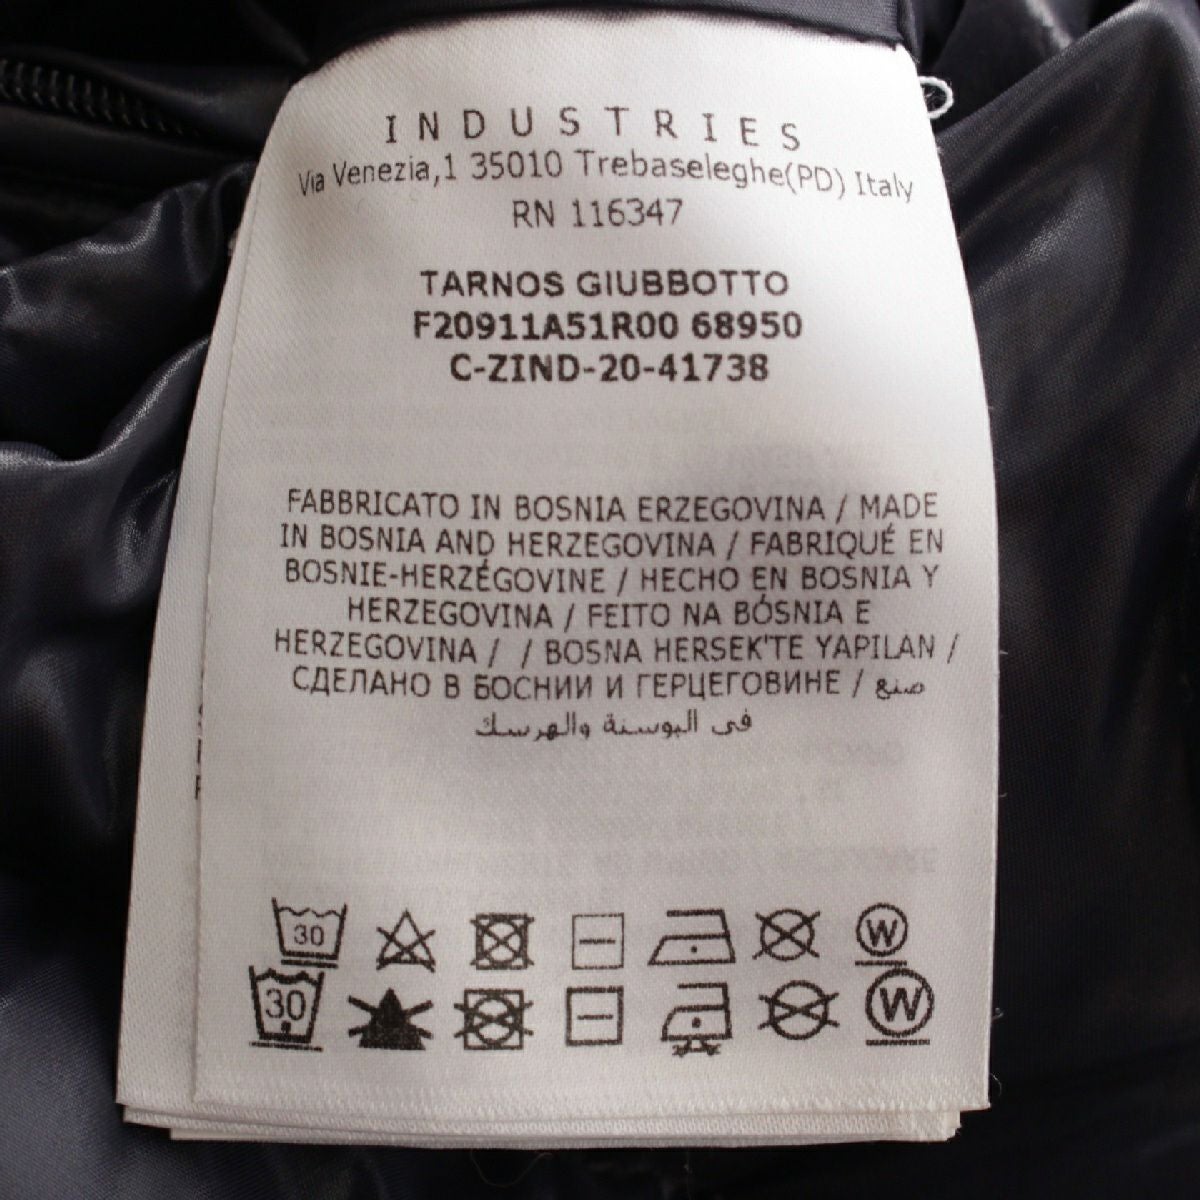 INDUSTRIES
Via Venezia,1 35010 Trebaseleghe(PD) Italy
RN 116347
TARNOS GIUBBOTTO
F20911A51R00 68950
C-ZIND-20-41738
FABBRICATO IN BOSNIA ERZEGOVINA / MADE
IN BOSNIA AND HERZEGOVINA / FABRIQUÉ EN
BOSNIE-HERZÉGOVINE / HECHO EN BOSNIA Y
HERZEGOVINA / FEITO NA BÓSNIA E
HERZEGOVINA / / BOSNA HERSEK'TE YAPILAN /
СДЕЛАНО В БОСНИИ И ГЕРЦЕГОВИНЕ / صنع
في البوسنة والهرسك
30 W
30 W